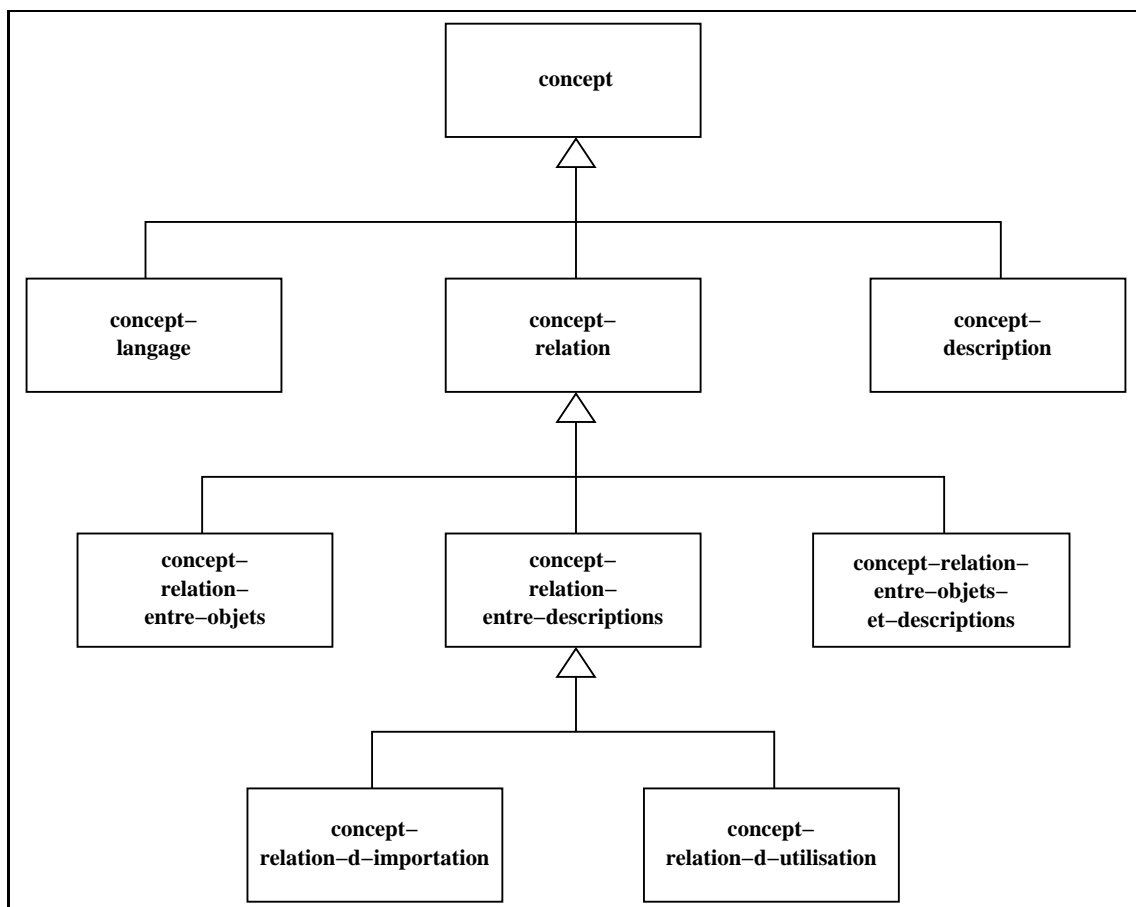 concept
concept−
langage
concept−
relation
concept−
description
concept−
relation−
entre−objets
concept−
relation−
entre−descriptions
concept−relation−
entre−objets−
et−descriptions
concept−
relation−d−importation
concept−
relation−d−utilisation